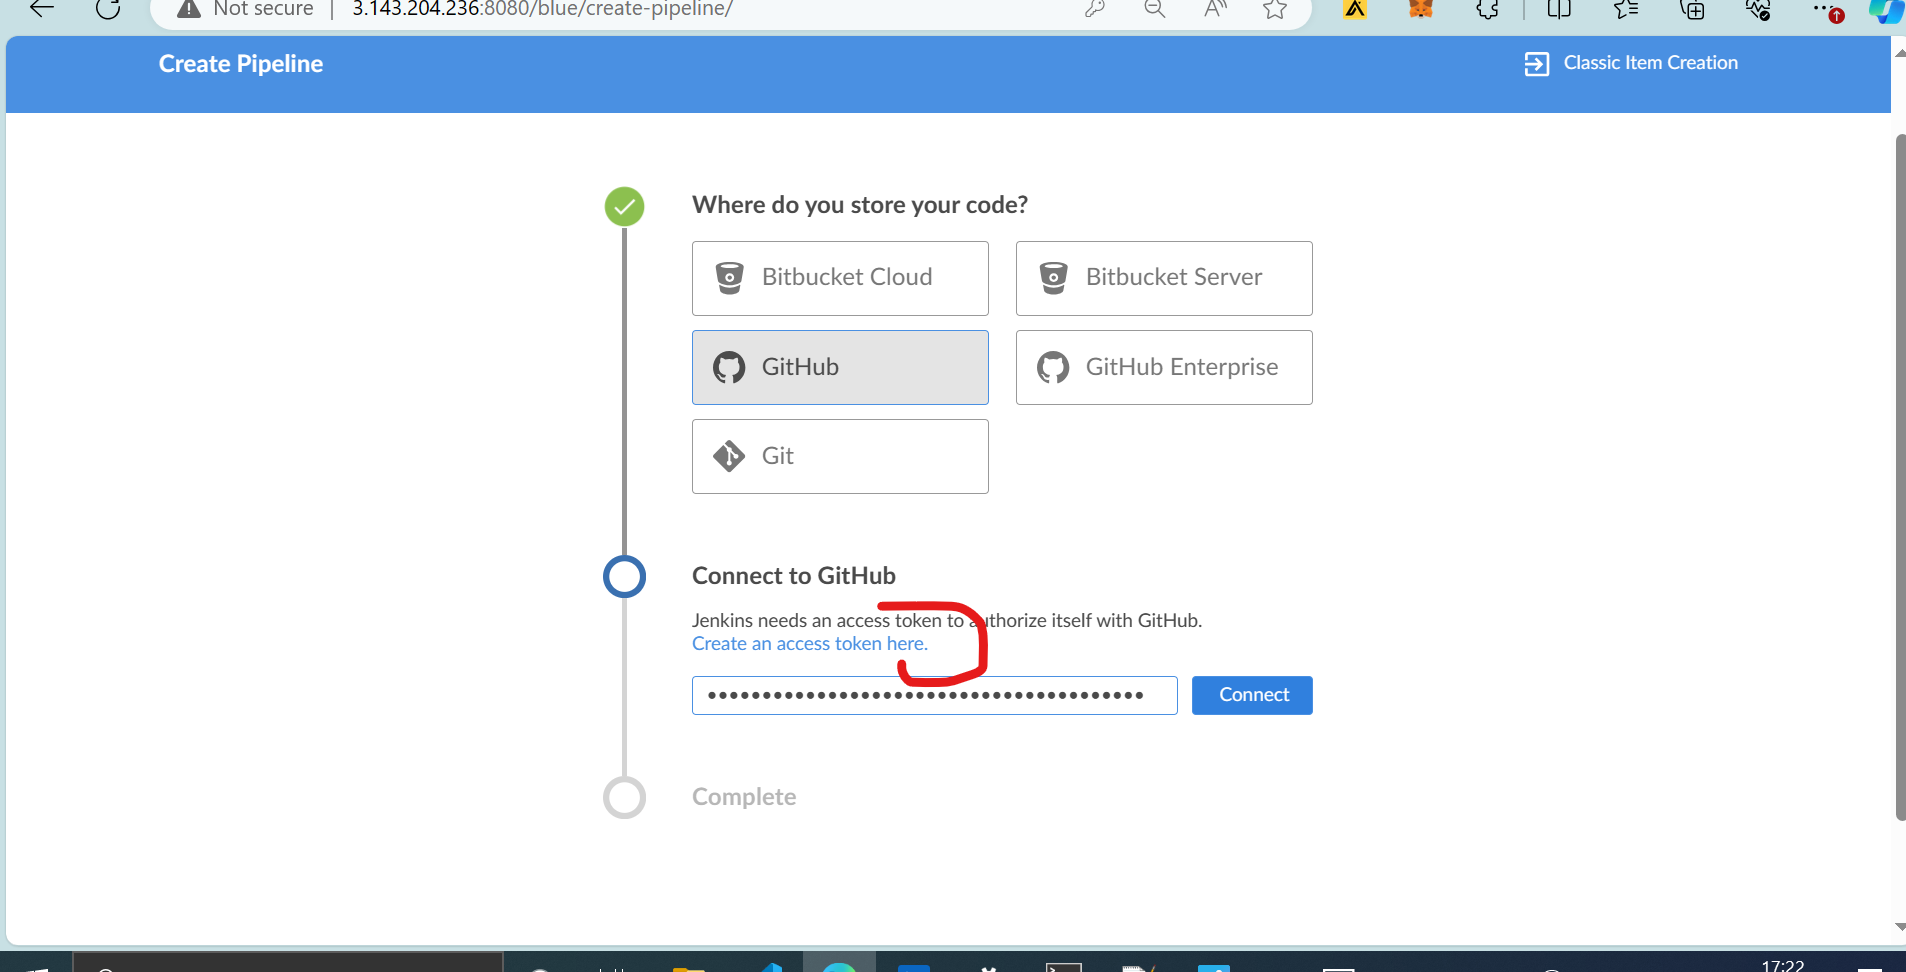 Not secure
3.143.204.236:8080/blue/create-pipeline/
Create Pipeline
Classic Item Creation
Where do you store your code?
Bitbucket Cloud
Bitbucket Server
GitHub
GitHub Enterprise
Git
Connect to GitHub
Jenkins needs an access token to authorize itself with GitHub.
Create an access token here.
••••••••••••••••••••••••••••••••••••••••
Connect
Complete
17:22